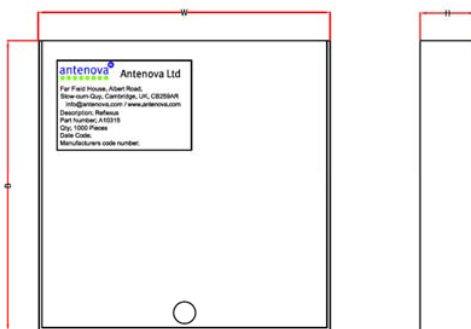 W
H
antenova Antenova Ltd
Far Field House, Albert Road,
Stow-cum-Quy, Cambridge, UK, CB259AR
info@antenova.com / www.antenova.com
Description; Reflexus
Part Number; A10315
Qty; 1000 Pieces
Date Code;
Manufacturers code number:
D